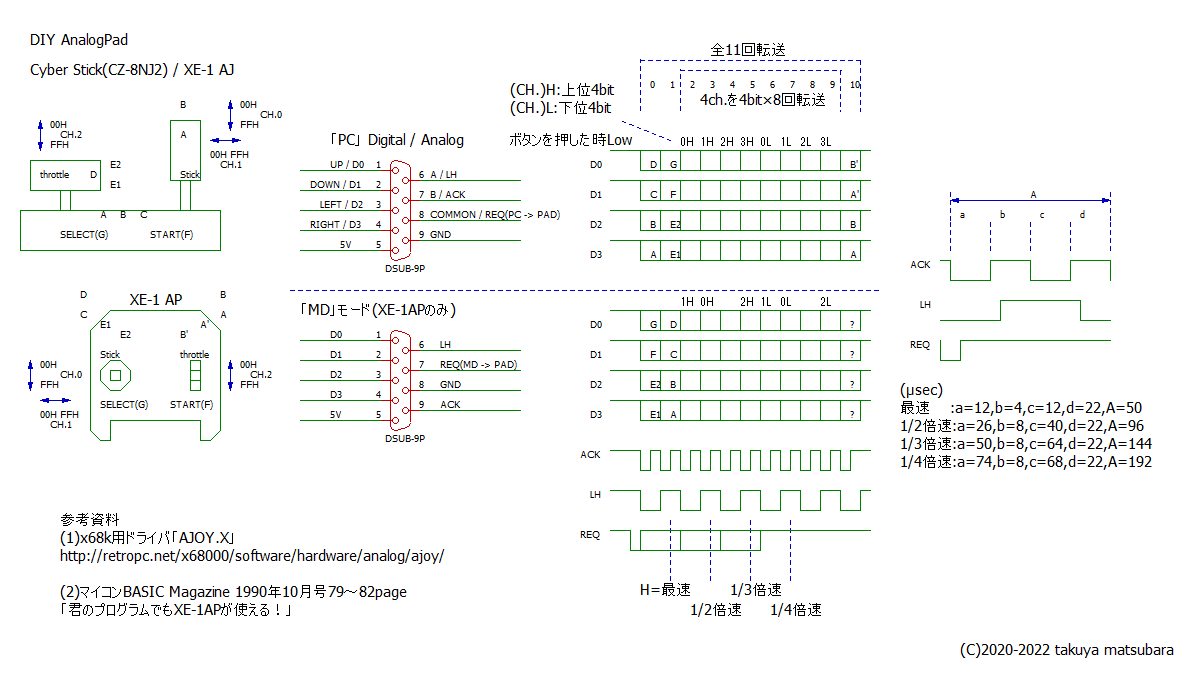 DIY AnalogPad
Cyber Stick(CZ-8NJ2) / XE-1 AJ
00H
CH.2
FFH
B
00H
CH.0
FFH
A
00H FFH
CH.1
Stick
throttle D
E2
E1
A B C
SELECT(G) START(F)
「PC」 Digital / Analog
UP / D0 1
DOWN / D1 2
LEFT / D2 3
RIGHT / D3 4
5V 5
6 A / LH
7 B / ACK
8 COMMON / REQ(PC -> PAD)
9 GND
DSUB-9P
全11回転送
0 1 2 3 4 5 6 7 8 9 10
4ch.を4bit×8回転送
(CH.)H:上位4bit
(CH.)L:下位4bit
ボタンを押した時Low
0H 1H 2H 3H 0L 1L 2L 3L
D0 D G B'
D1 C F A'
D2 B E2 B
D3 A E1 A
A
a b c d
ACK
LH
REQ
XE-1 AP
D
C
B
A
E1
E2
A'
B'
Stick
throttle
00H
CH.0
FFH
00H FFH
CH.1
00H
CH.2
FFH
SELECT(G) START(F)
「MD」モード(XE-1APのみ)
D0 1
D1 2
D2 3
D3 4
5V 5
6 LH
7 REQ(MD -> PAD)
8 GND
9 ACK
DSUB-9P
1H 0H 2H 1L 0L 2L
D0 G D ?
D1 F C ?
D2 E2 B ?
D3 E1 A ?
ACK
LH
REQ
H=最速
1/2倍速
1/3倍速
1/4倍速
(μsec)
最速 :a=12,b=4,c=12,d=22,A=50
1/2倍速:a=26,b=8,c=40,d=22,A=96
1/3倍速:a=50,b=8,c=64,d=22,A=144
1/4倍速:a=74,b=8,c=68,d=22,A=192
参考資料
(1)x68k用ドライバ「AJOY.X」
http://retropc.net/x68000/software/hardware/analog/ajoy/
(2)マイコンBASIC Magazine 1990年10月号79～82page
「君のプログラムでもXE-1APが使える！」
(C)2020-2022 takuya matsubara